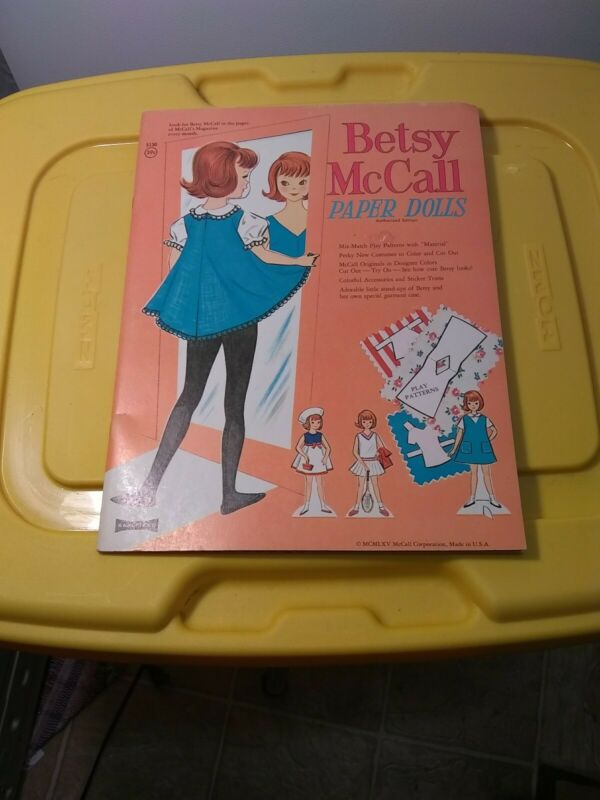 Look for Betsy McCall in the pages
of McCall's Magazine
every month.
Betsy
McCall
PAPER DOLLS
Authorized Edition
Mix-Match Play Patterns with "Material"
Perky New Costumes to Color and Cut Out
McCall Originals in Designer Colors
Cut Out — Try On — See how cute Betsy looks!
Colorful Accessories and Sticker Trims
Adorable little stand-ups of Betsy and
her own special garment case.
PLAY
PATTERNS
© MCMLXV McCall Corporation, Made in U.S.A.